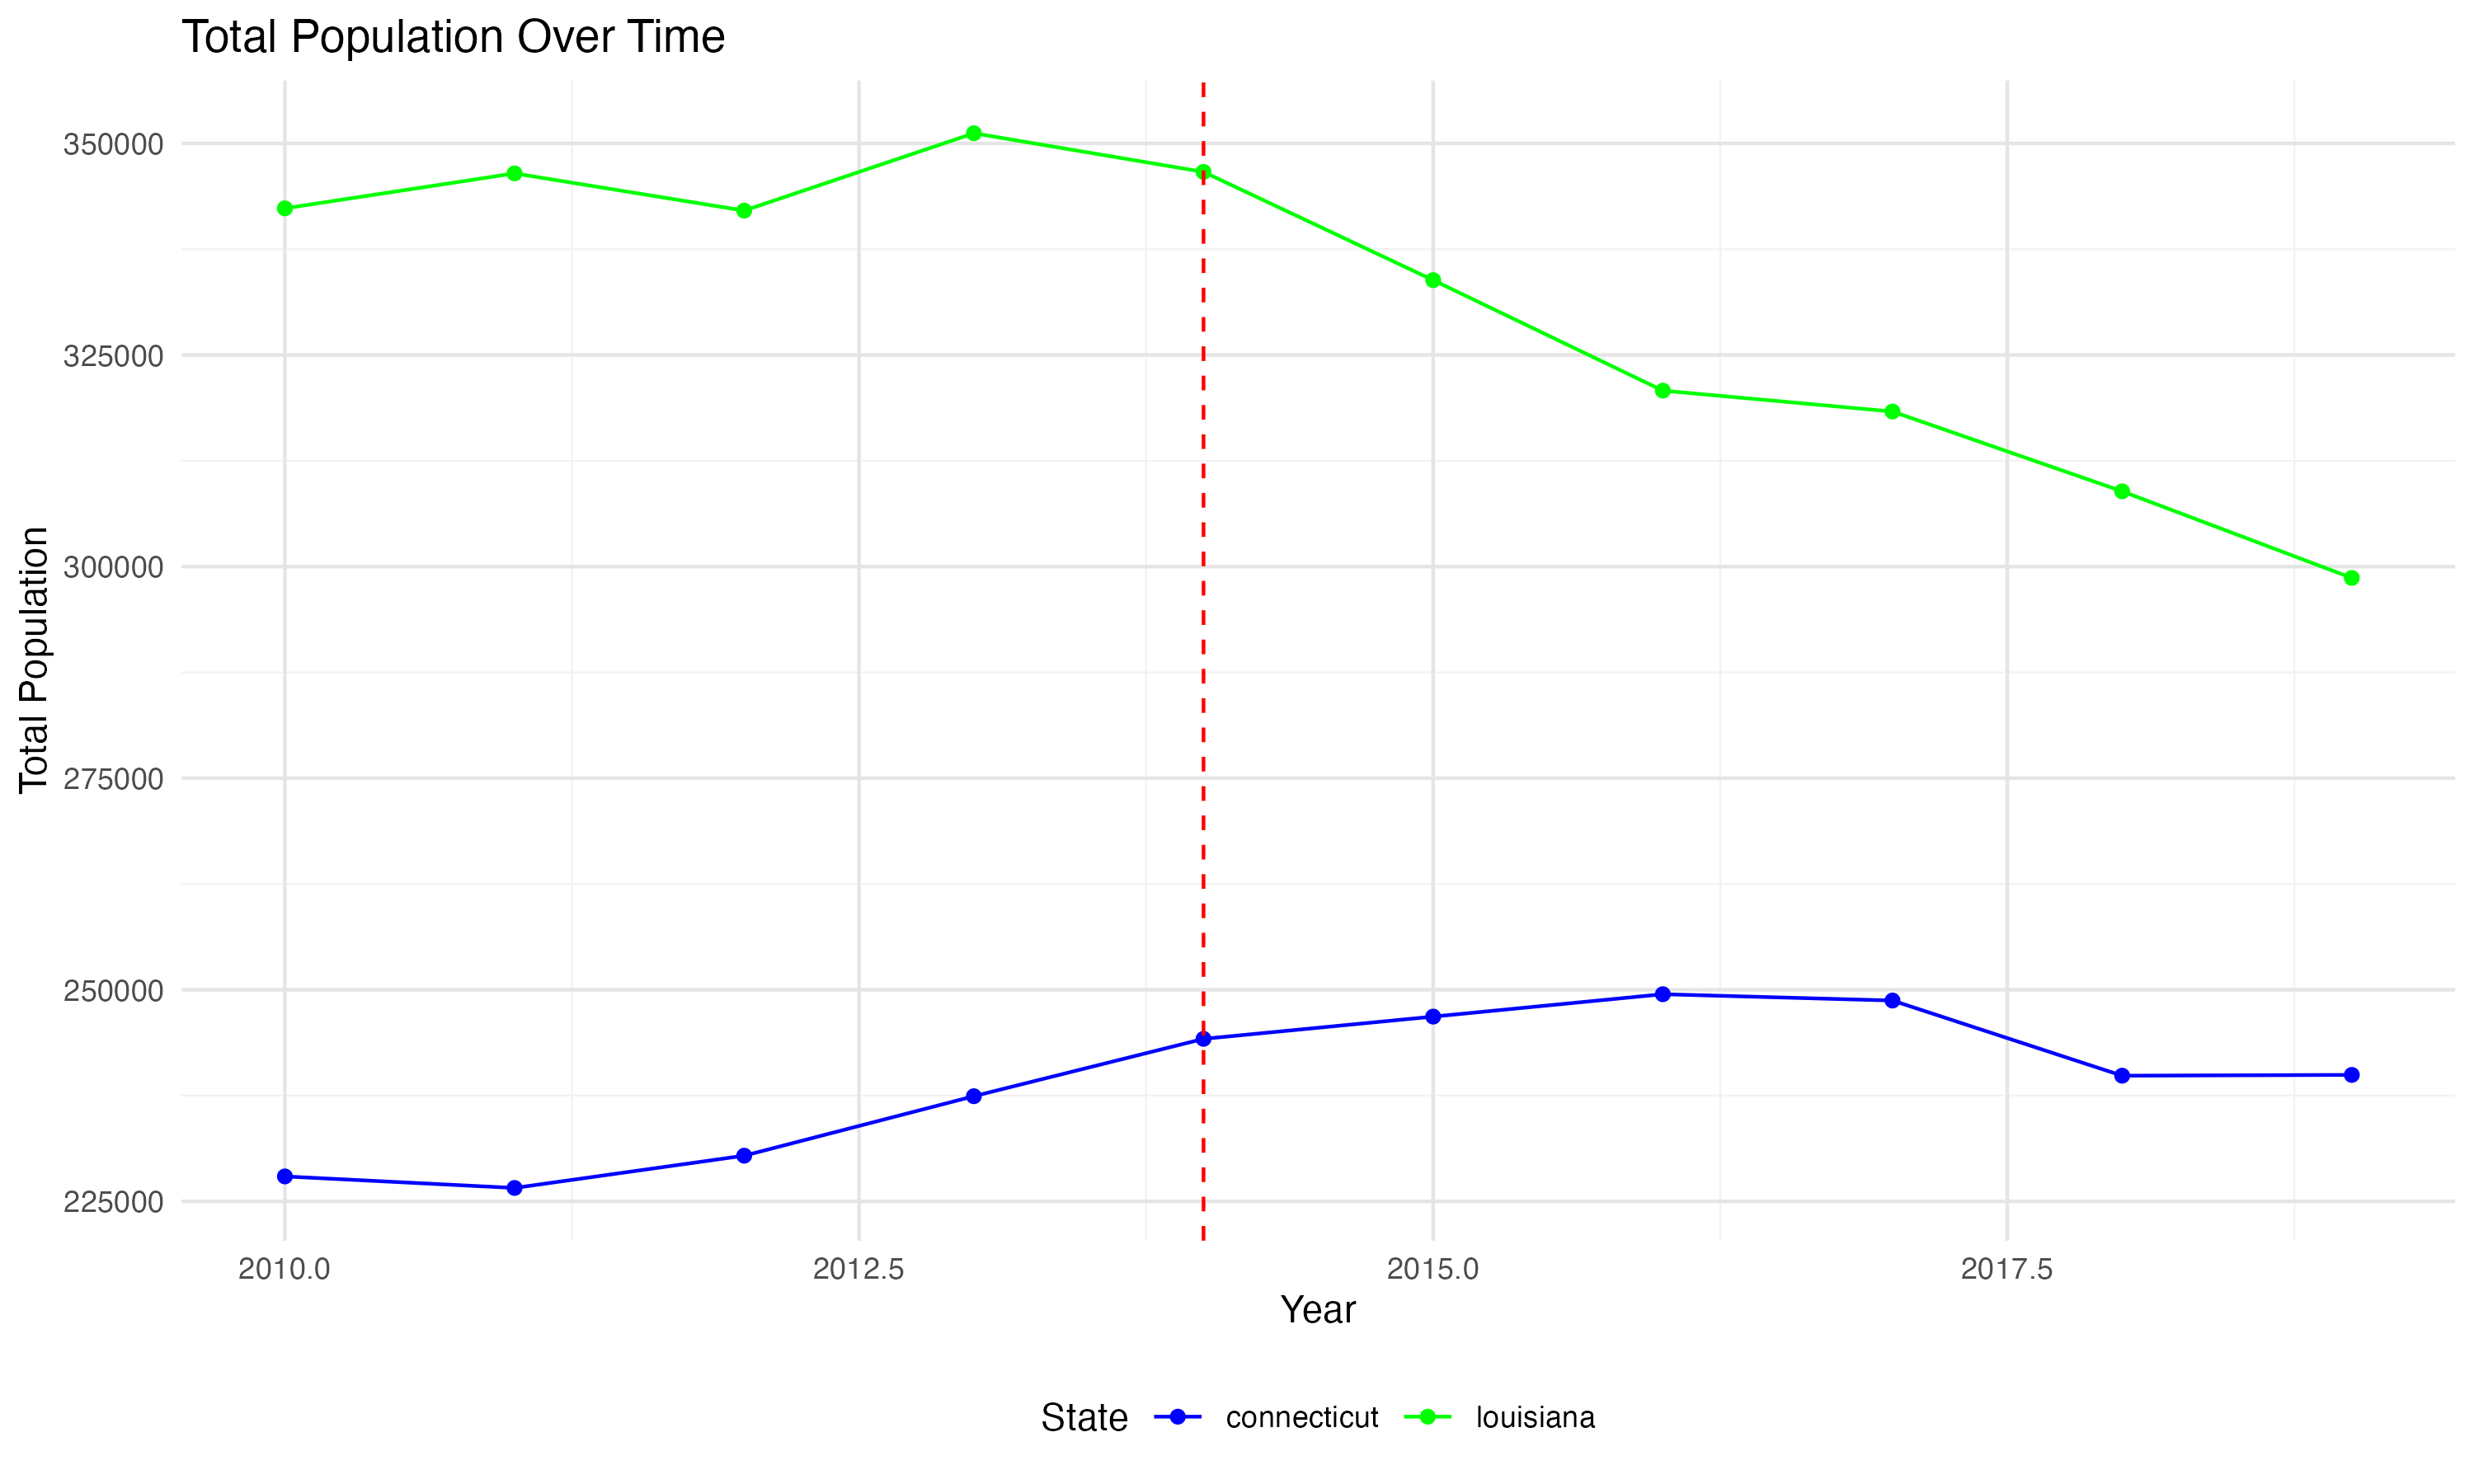 Total Population Over Time
Total Population
350000
325000
300000
275000
250000
225000
2010.0 2012.5 2015.0 2017.5
Year
State connecticut louisiana